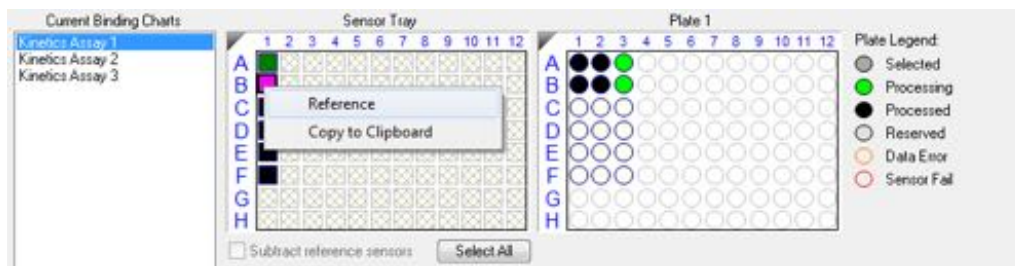 Current Binding Charts
Kinetics Assay 1
Kinetics Assay 2
Kinetics Assay 3
Sensor Tray
1 2 3 4 5 6 7 8 9 10 11 12
A
B
C
D
E
F
G
H
Reference
Copy to Clipboard
Subtract reference sensors
Select All
Plate 1
1 2 3 4 5 6 7 8 9 10 11 12
A
B
C
D
E
F
G
H
Plate Legend:
Selected
Processing
Processed
Reserved
Data Error
Sensor Fail